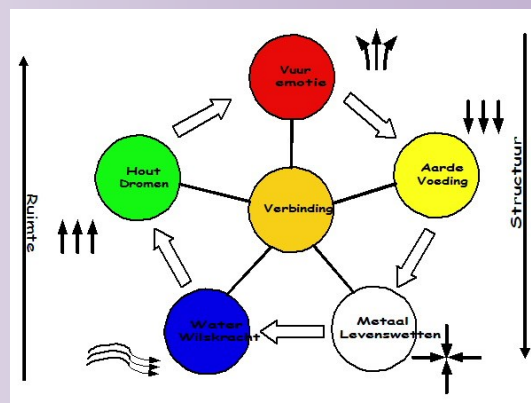 Vuur
emotie
Hout
Dromen
Aarde
Voeding
Verbinding
Water
Wilskracht
Metaal
Levenswetten
Ruimte
Structuur